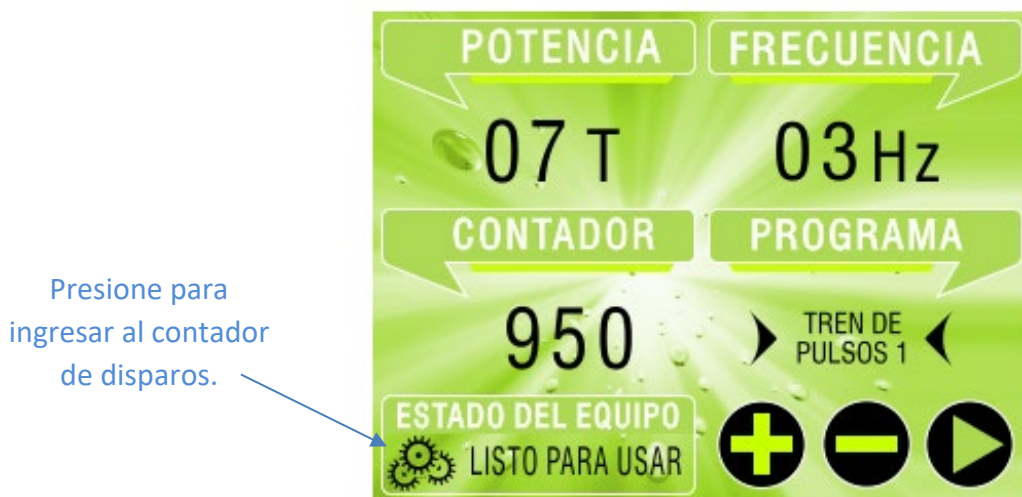 POTENCIA
FRECUENCIA
07 T
03 Hz
CONTADOR
PROGRAMA
Presione para
ingresar al contador
de disparos.
950
TREN DE
PULSOS 1
ESTADO DEL EQUIPO
LISTO PARA USAR